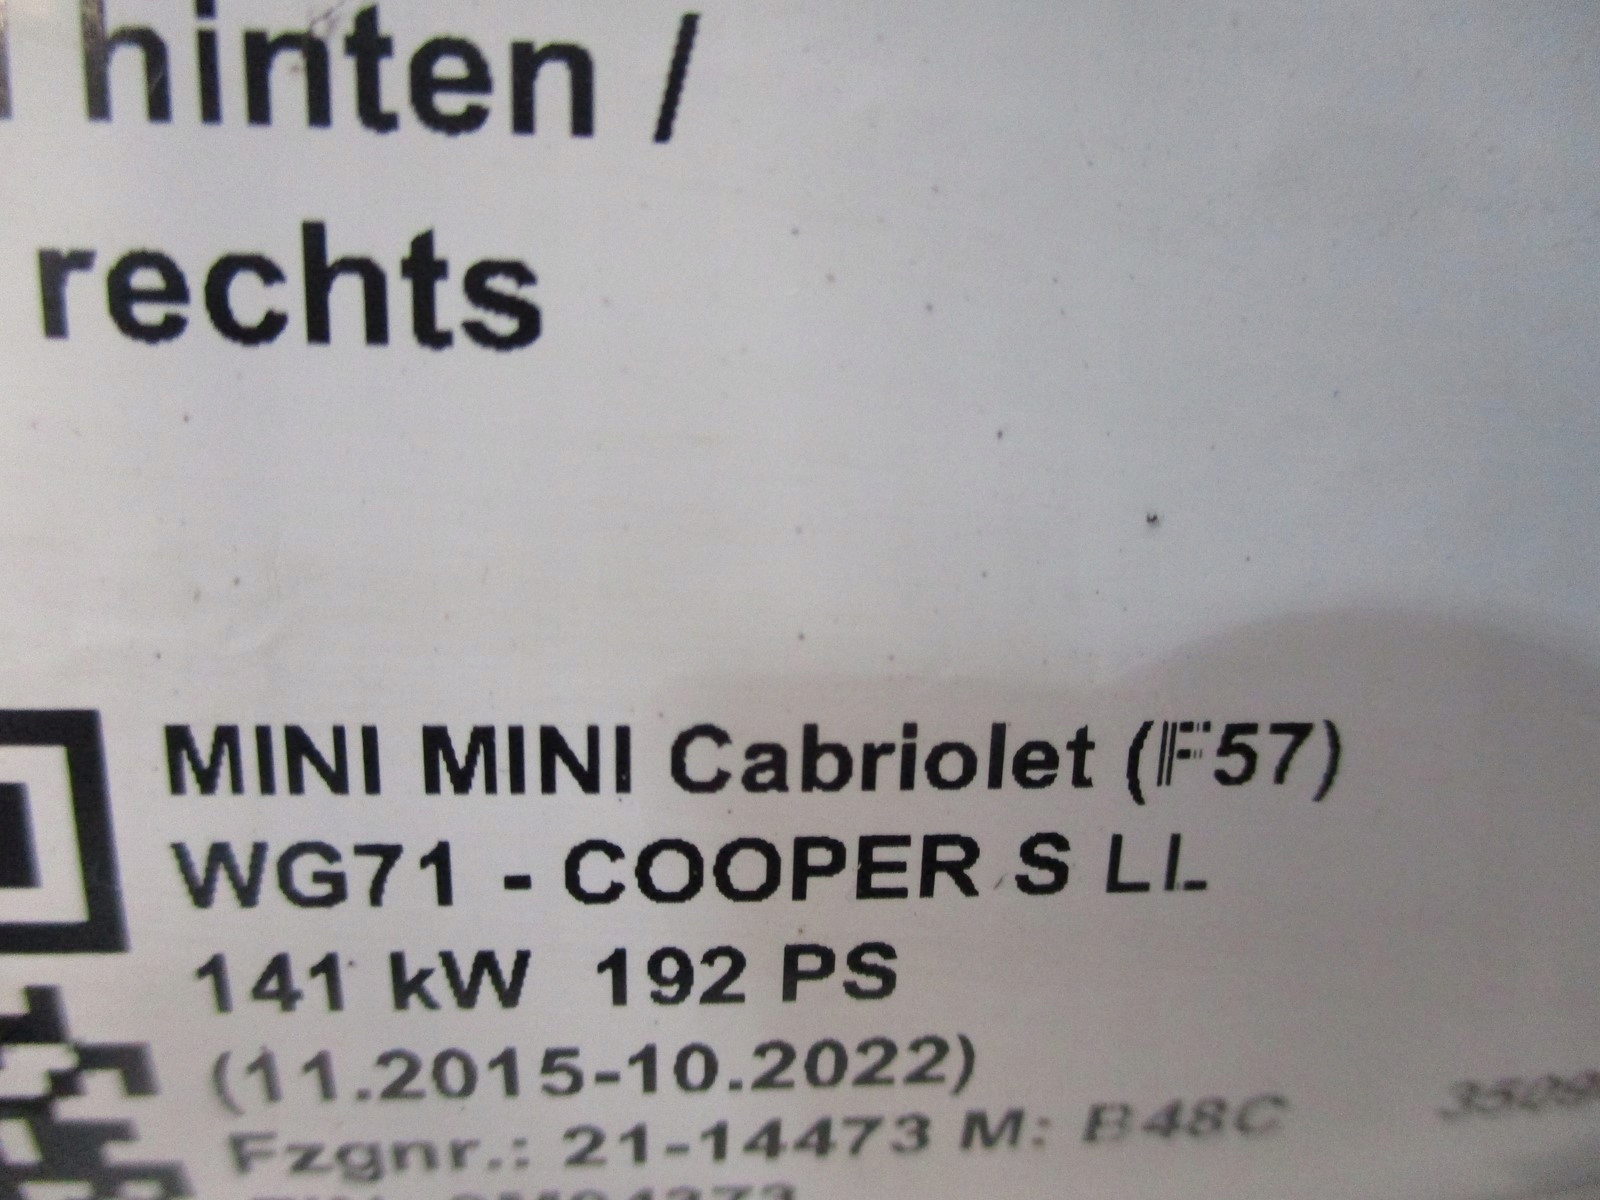 hinten /
rechts
MINI MINI Cabriolet (F57)
WG71 - COOPER S LL
141 kW 192 PS
(11.2015-10.2022)
Fzgnr.: 21-14473 M: B48C